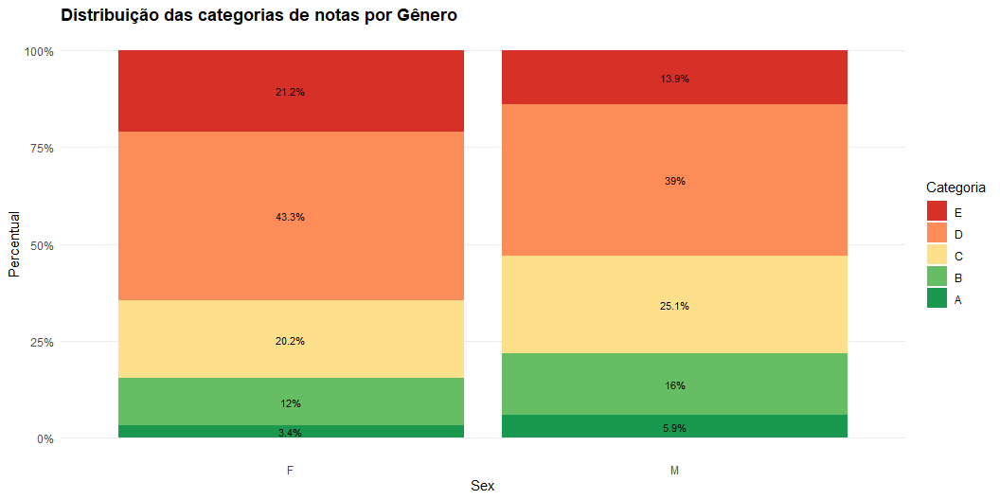 Distribuição das categorias de notas por Gênero
100%
75%
50%
25%
0%
Percentual
21.2%
43.3%
20.2%
12%
3.4%
13.9%
39%
25.1%
16%
5.9%
F
M
Sex
Categoria
E
D
C
B
A